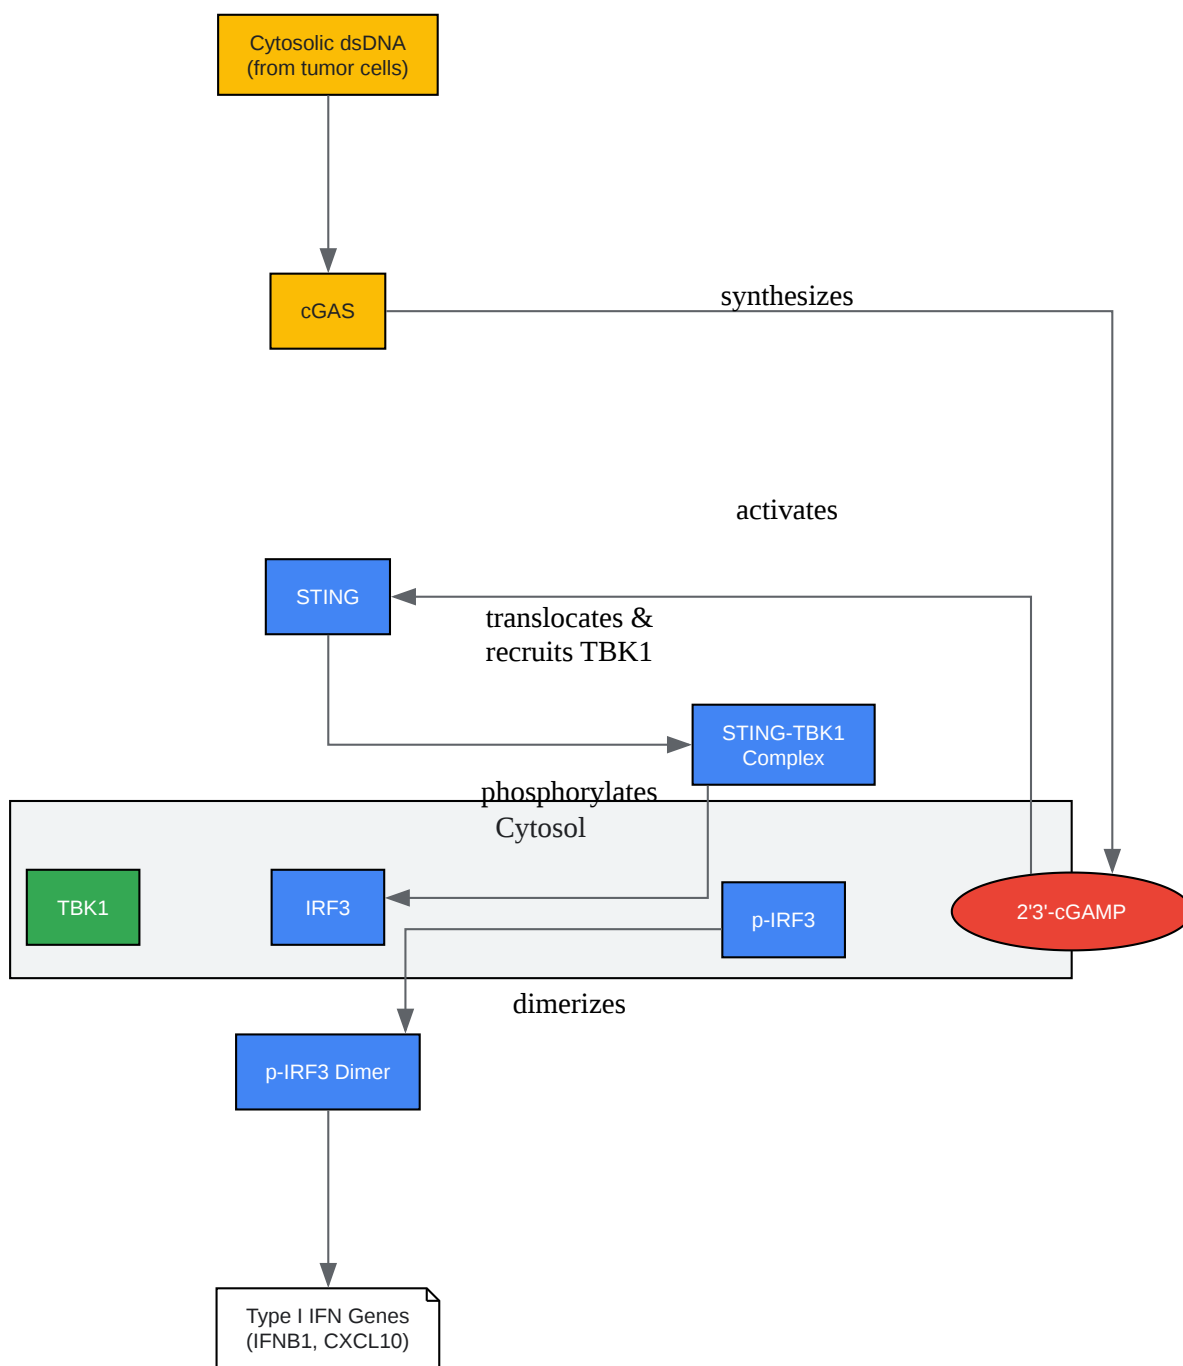 Cytosolic dsDNA
(from tumor cells)
cGAS
synthesizes
activates
STING
translocates &
recruits TBK1
STING-TBK1
Complex
phosphorylates
Cytosol
TBK1
IRF3
p-IRF3
2'3'-cGAMP
dimerizes
p-IRF3 Dimer
Type I IFN Genes
(IFNB1, CXCL10)